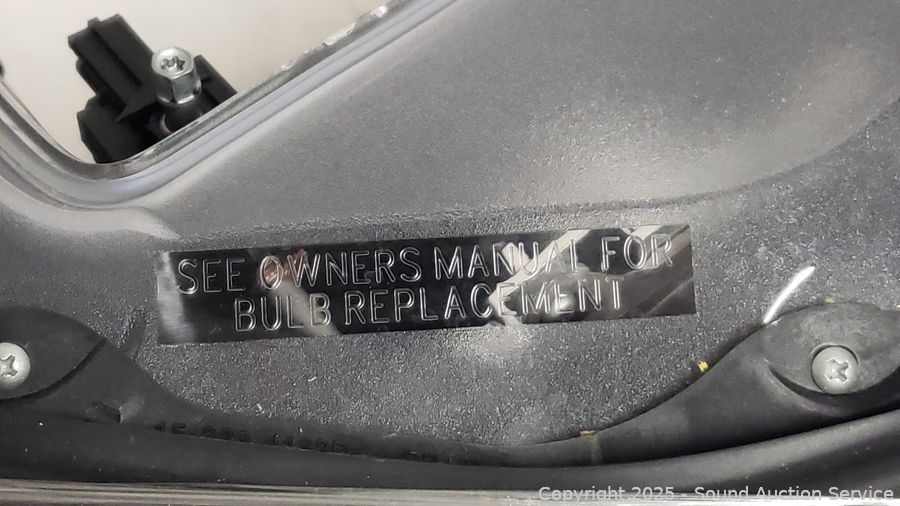 SEE OWNERS MANUAL FOR
BULB REPLACEMENT
Copyright 2025 - Sound Auction Service